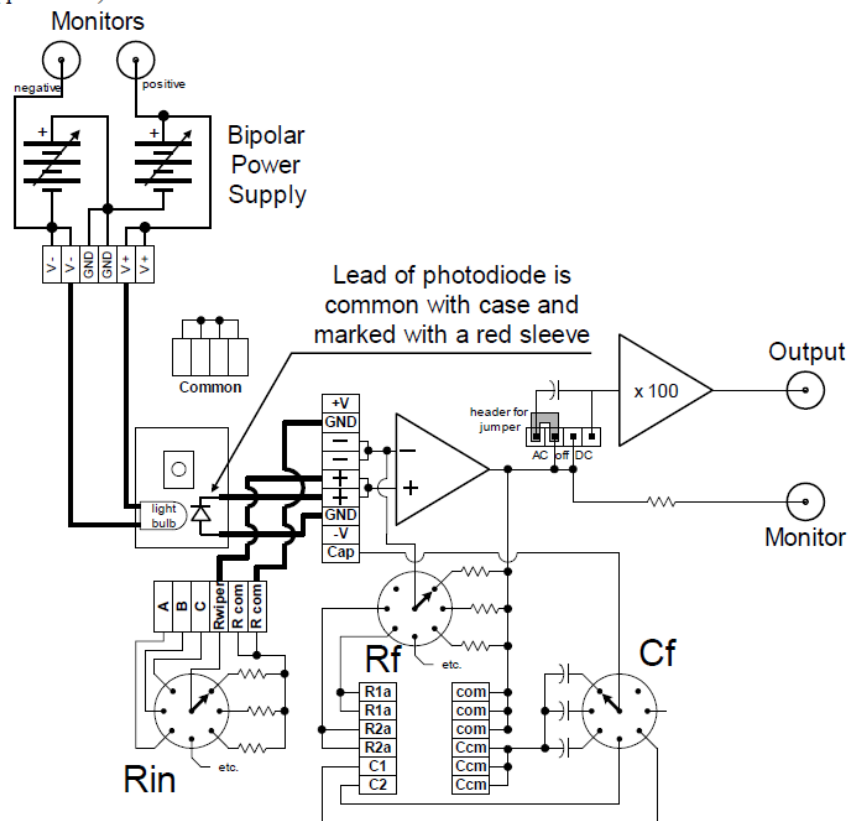 Monitors
negative
positive
+
+
Bipolar
Power
Supply
V -
V -
GND
GND
V +
V +
Lead of photodiode is
common with case and
marked with a red sleeve
Common
+V
GND
−
−
+
+
GND
-V
Cap
−
+
header for
jumper
AC off DC
x 100
Output
Monitor
light
bulb
A
B
C
Rwiper
R com
R com
Rin
etc.
Rf
etc.
Cf
R1a
R1a
R2a
R2a
C1
C2
com
com
com
Ccm
Ccm
Ccm